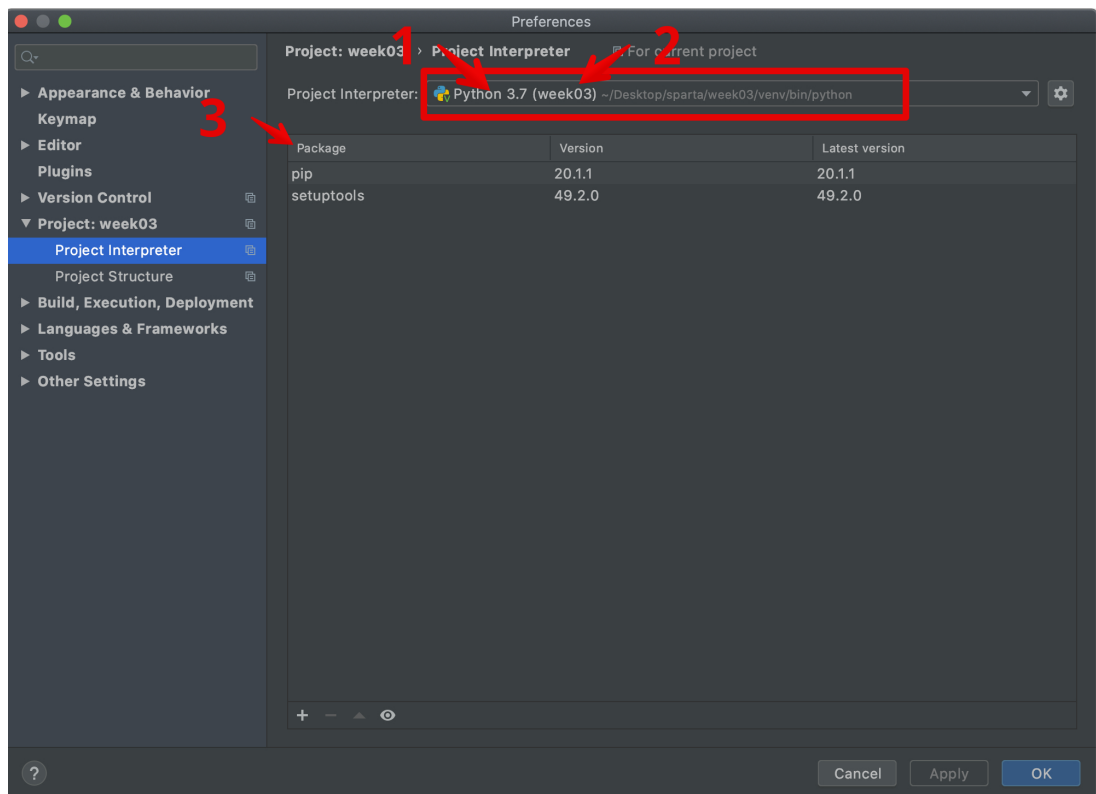 Preferences
Project: week03 › Project Interpreter For current project
1
2
Project Interpreter: Python 3.7 (week03) ~/Desktop/sparta/week03/venv/bin/python
3
Appearance & Behavior
Keymap
Editor
Plugins
Version Control
Project: week03
Project Interpreter
Project Structure
Build, Execution, Deployment
Languages & Frameworks
Tools
Other Settings
Package Version Latest version
pip 20.1.1 20.1.1
setuptools 49.2.0 49.2.0
?
Cancel Apply OK